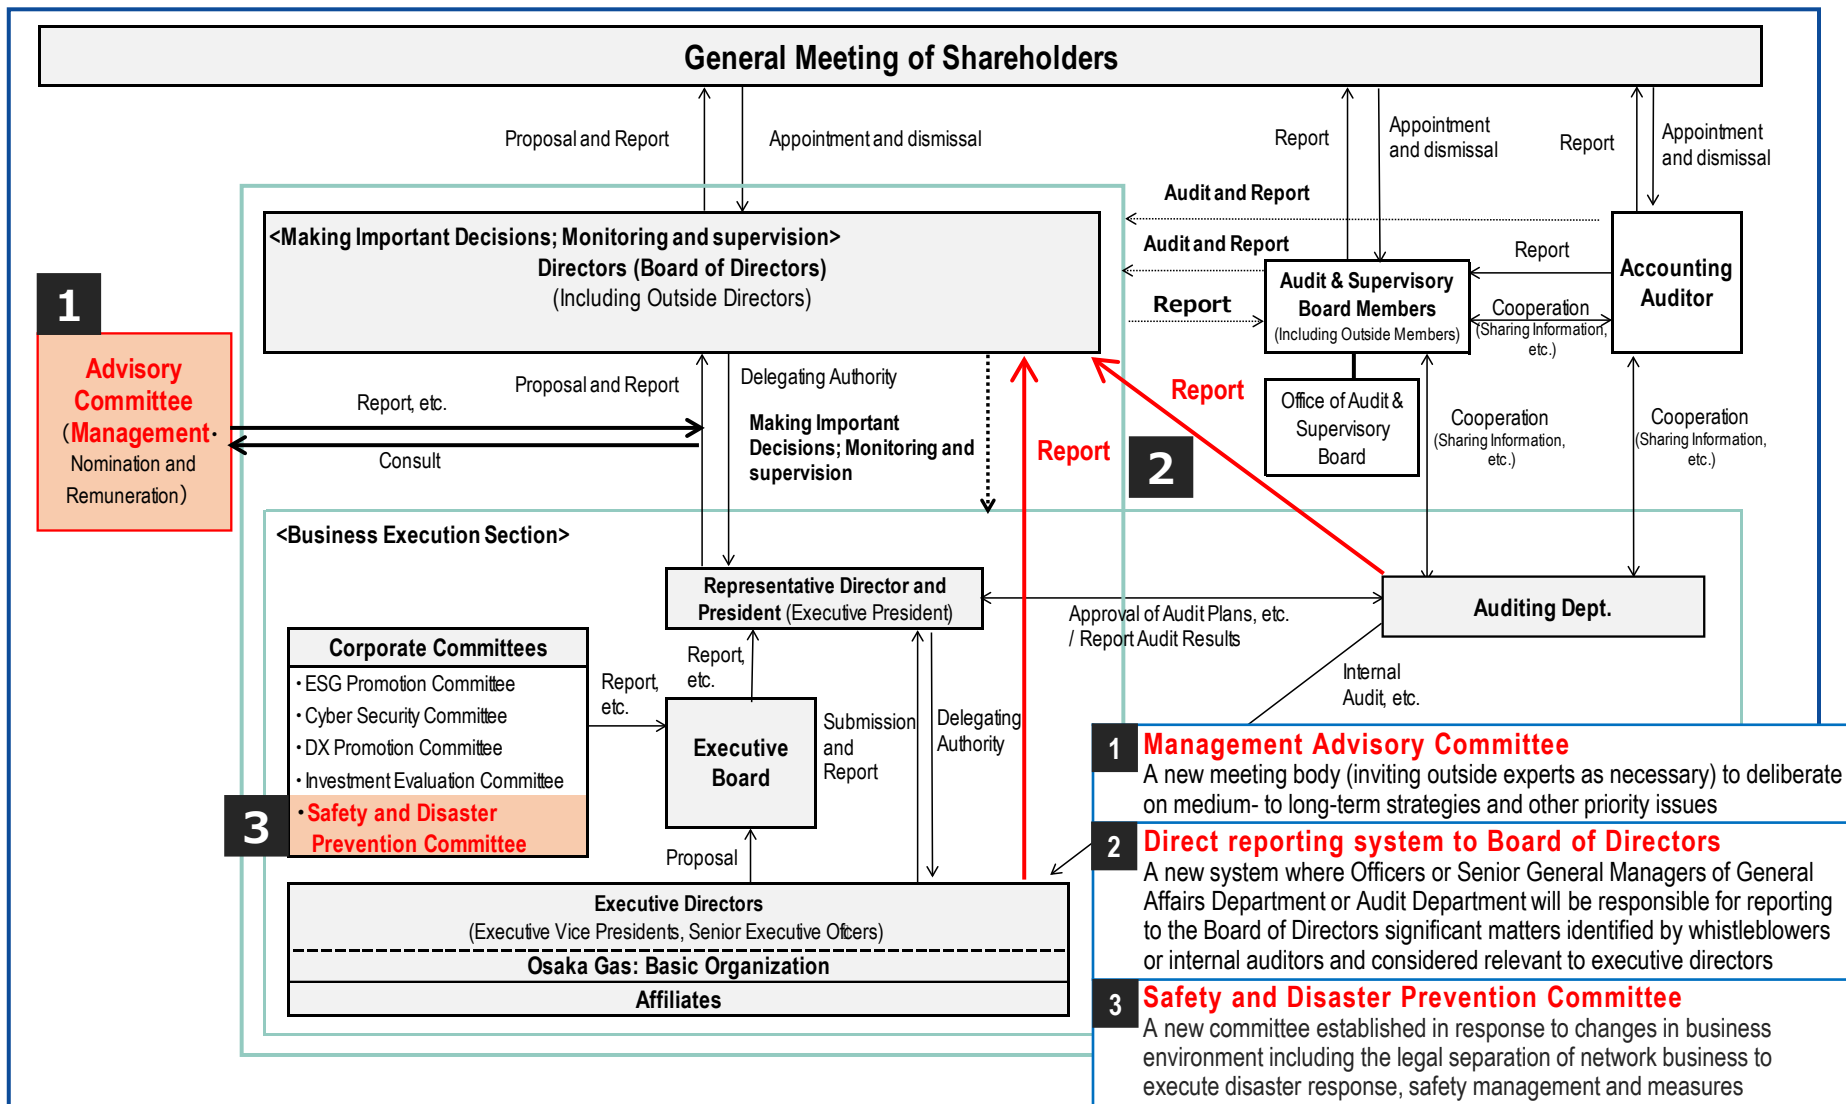 General Meeting of Shareholders
Proposal and Report
Appointment and dismissal
Report
Appointment
and dismissal
Report
Appointment
and dismissal
Audit and Report
<Making Important Decisions; Monitoring and supervision>
Directors (Board of Directors)
(Including Outside Directors)
Audit and Report
Report
Audit & Supervisory
Board Members
(Including Outside Members)
Report
Cooperation
(Sharing Information,
etc.)
Accounting
Auditor
1
Advisory
Committee
(Management・
Nomination and
Remuneration)
Report, etc.
Consult
Proposal and Report
Delegating Authority
Making Important
Decisions; Monitoring and
supervision
Report
Report
2
Office of Audit &
Supervisory
Board
Cooperation
(Sharing Information,
etc.)
Cooperation
(Sharing Information,
etc.)
<Business Execution Section>
Representative Director and
President (Executive President)
Approval of Audit Plans, etc.
/ Report Audit Results
Auditing Dept.
Internal
Audit, etc.
Corporate Committees
・ESG Promotion Committee
・Cyber Security Committee
・DX Promotion Committee
・Investment Evaluation Committee
・Safety and Disaster
Prevention Committee
3
Report,
etc.
Report,
etc.
Executive
Board
Submission
and
Report
Delegating
Authority
Proposal
Executive Directors
(Executive Vice Presidents, Senior Executive Ofcers)
Osaka Gas: Basic Organization
Affiliates
1 Management Advisory Committee
A new meeting body (inviting outside experts as necessary) to deliberate
on medium- to long-term strategies and other priority issues
2 Direct reporting system to Board of Directors
A new system where Officers or Senior General Managers of General
Affairs Department or Audit Department will be responsible for reporting
to the Board of Directors significant matters identified by whistleblowers
or internal auditors and considered relevant to executive directors
3 Safety and Disaster Prevention Committee
A new committee established in response to changes in business
environment including the legal separation of network business to
execute disaster response, safety management and measures